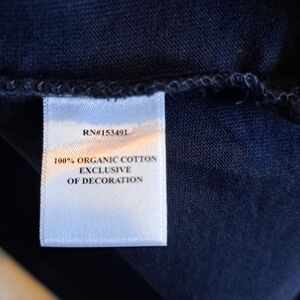 RN#153491
100% ORGANIC COTTON
EXCLUSIVE
OF DECORATION